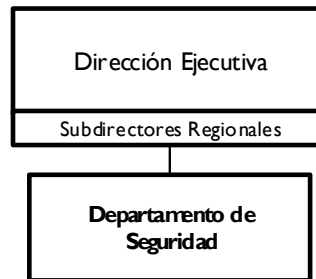 Dirección Ejecutiva
Subdirectores Regionales
Departamento de
Seguridad